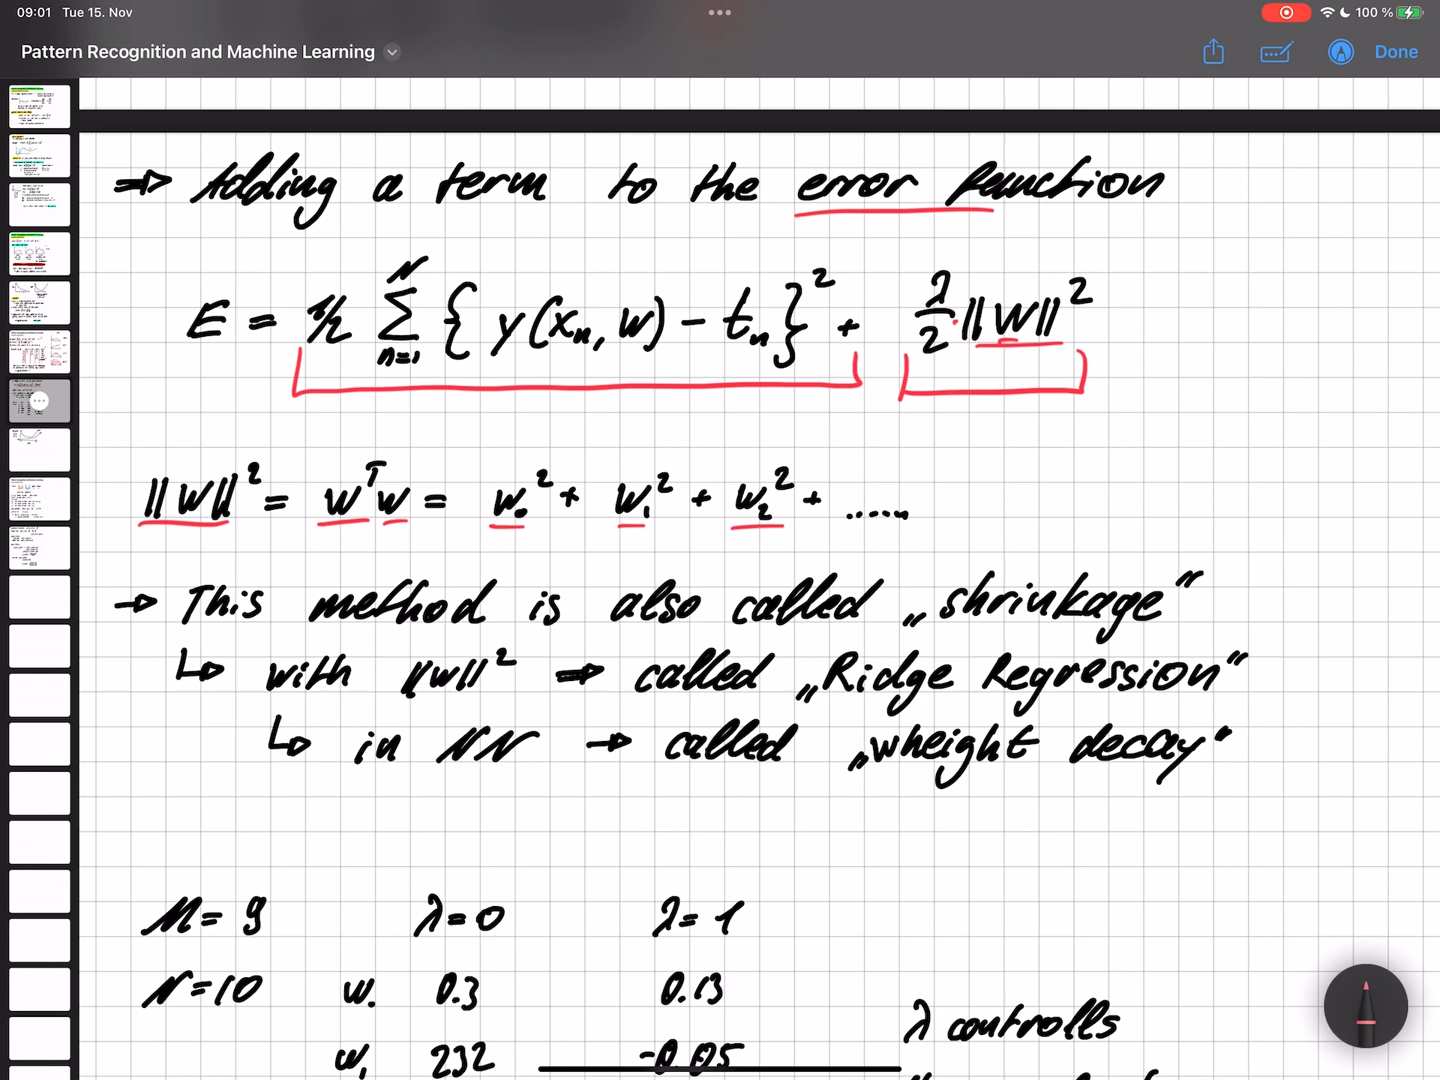 09:01 Tue 15. Nov
100 %
Pattern Recognition and Machine Learning
Done
⇒ Adding a term to the error function
E = 1/2 Σ_{n=1}^{N} { y(xₙ, w) − tₙ }² + λ/2 · ||w||²
||w||² = wᵀw = w₀² + w₁² + w₂² + .....
→ This method is also called „shrinkage"
↳ with ||w||² ⇒ called „Ridge Regression"
↳ in NN → called „wheight decay"
M = 9 λ = 0 λ = 1
N = 10 w₀ 0.3 0.13
w₁ 232 -0.05
λ controlls